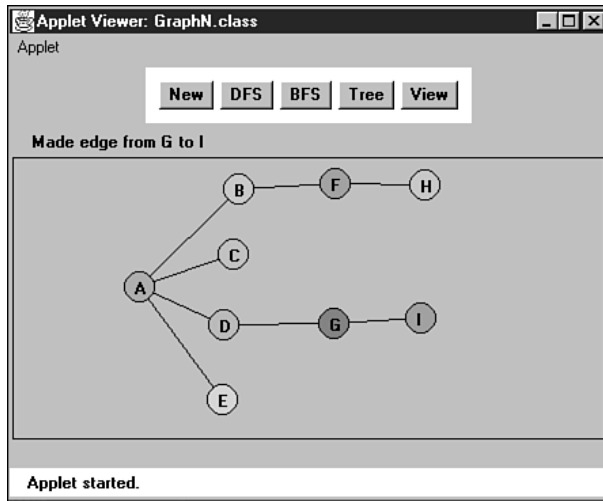 Applet Viewer: GraphN.class
Applet
New DFS BFS Tree View
Made edge from G to I
B F H
C
A
D G I
E
Applet started.